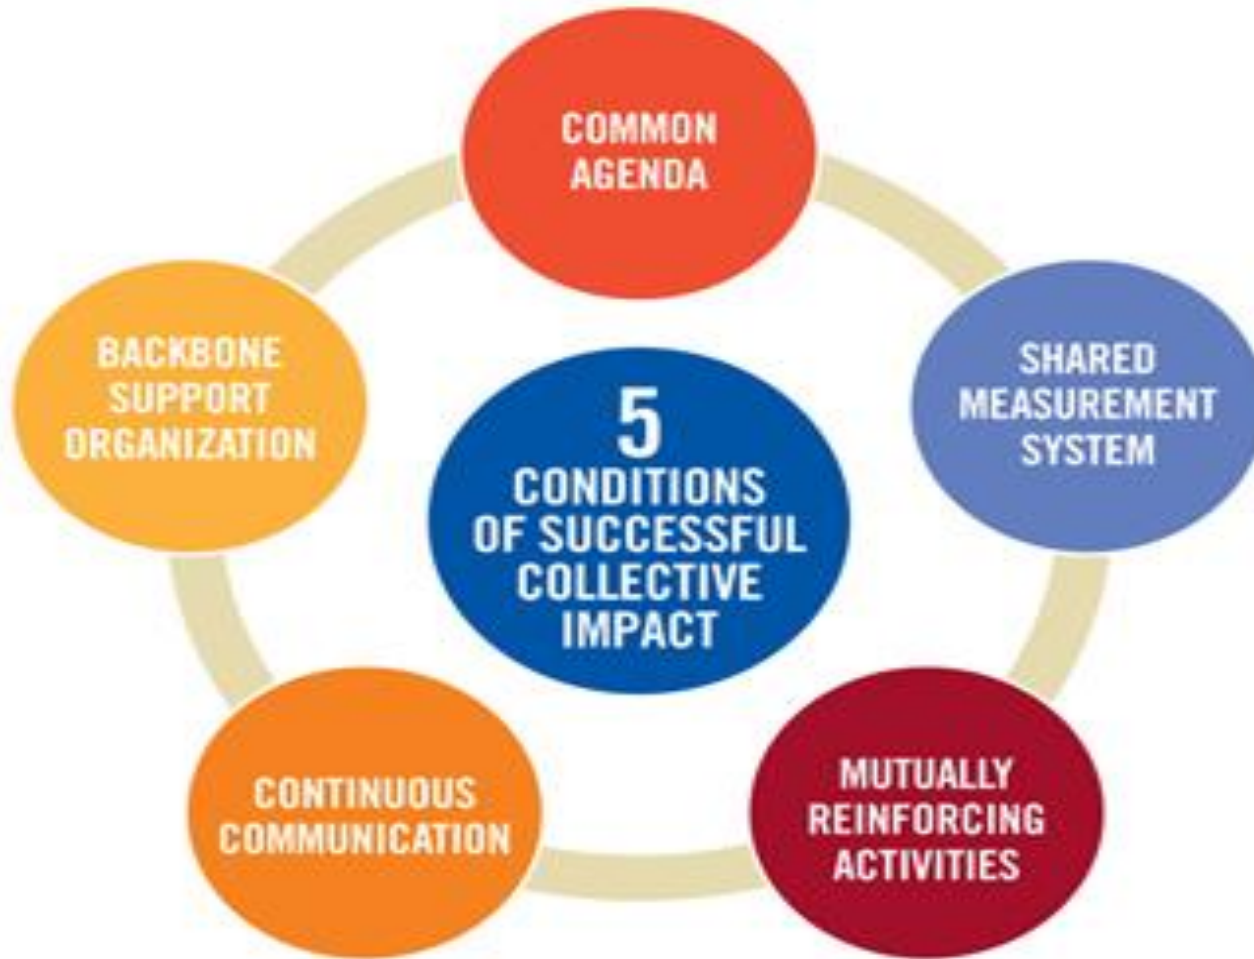 COMMON
AGENDA
SHARED
MEASUREMENT
SYSTEM
MUTUALLY
REINFORCING
ACTIVITIES
CONTINUOUS
COMMUNICATION
BACKBONE
SUPPORT
ORGANIZATION
5
CONDITIONS
OF SUCCESSFUL
COLLECTIVE
IMPACT